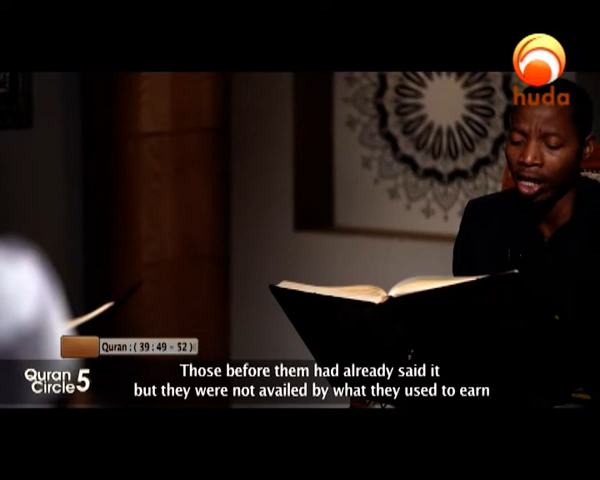 huda
Quran : ( 39 : 49 - 52 )
Quran
Circle 5
Those before them had already said it
but they were not availed by what they used to earn